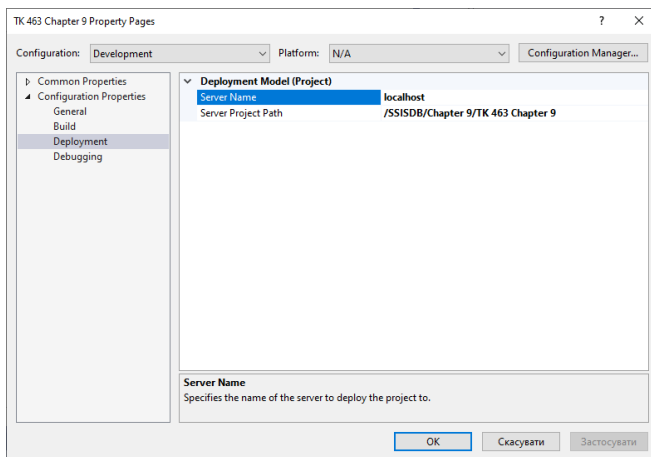 TK 463 Chapter 9 Property Pages
Configuration: Development Platform: N/A Configuration Manager...
Common Properties
Configuration Properties
General
Build
Deployment
Debugging
Deployment Model (Project)
Server Name localhost
Server Project Path /SSISDB/Chapter 9/TK 463 Chapter 9
Server Name
Specifies the name of the server to deploy the project to.
OK Скасувати Застосувати